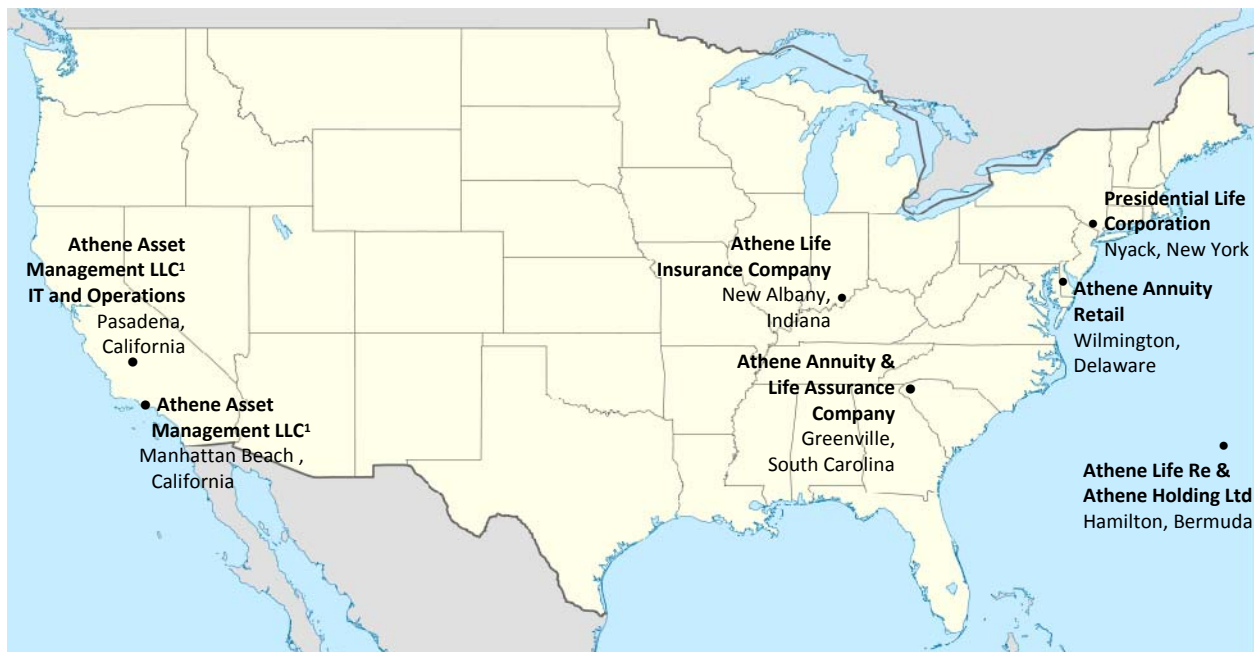 Athene Asset
Management LLC¹
IT and Operations
Pasadena,
California
Athene Asset
Management LLC¹
Manhattan Beach ,
California
Athene Life
Insurance Company
New Albany,
Indiana
Athene Annuity &
Life Assurance
Company
Greenville,
South Carolina
Presidential Life
Corporation
Nyack, New York
Athene Annuity
Retail
Wilmington,
Delaware
Athene Life Re &
Athene Holding Ltd
Hamilton, Bermuda